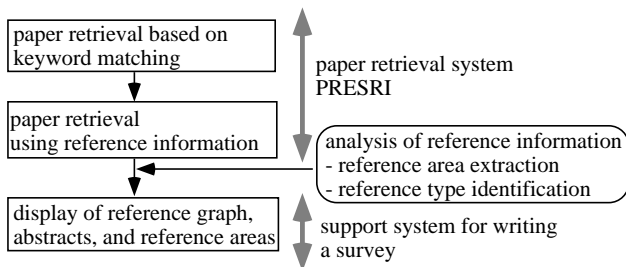 paper retrieval based on
keyword matching
paper retrieval system
PRESRI
paper retrieval
using reference information
analysis of reference information
- reference area extraction
- reference type identification
display of reference graph,
abstracts, and reference areas
support system for writing
a survey